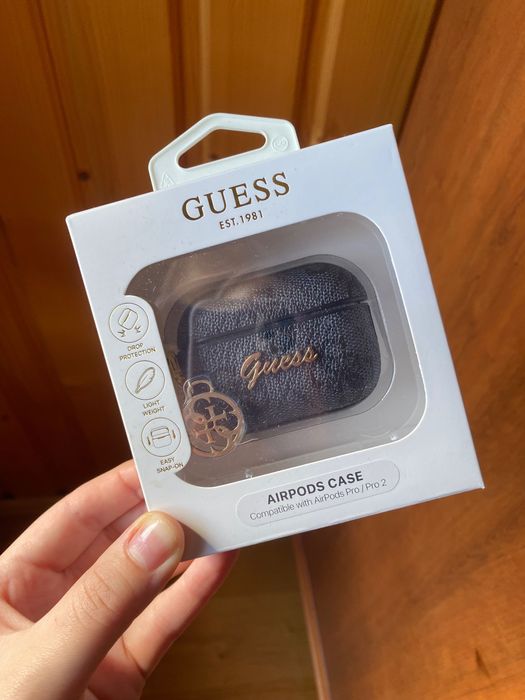 GUESS
EST.1981
Guess
DROP
PROTECTION
LIGHT
WEIGHT
EASY
SNAP-ON
AIRPODS CASE
Compatible with AirPods Pro / Pro 2